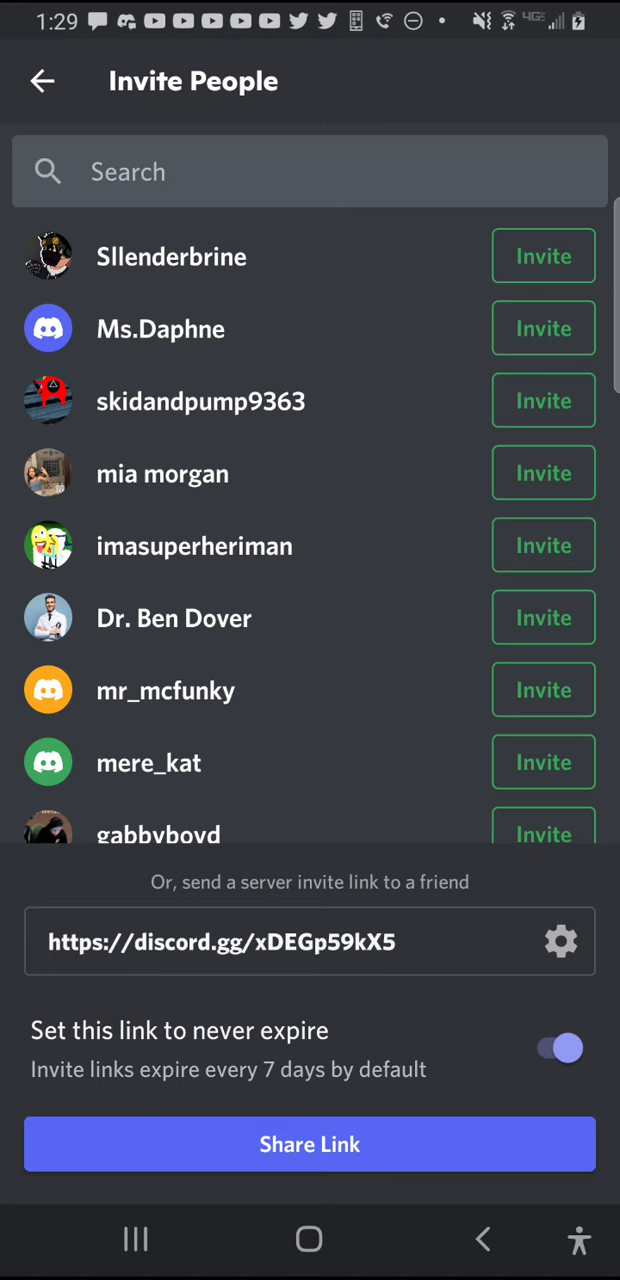 1:29
Invite People
Search
Sllenderbrine Invite
Ms.Daphne Invite
skidandpump9363 Invite
mia morgan Invite
imasuperheriman Invite
Dr. Ben Dover Invite
mr_mcfunky Invite
mere_kat Invite
gabbyboyd Invite
Or, send a server invite link to a friend
https://discord.gg/xDEGp59kX5
Set this link to never expire
Invite links expire every 7 days by default
Share Link